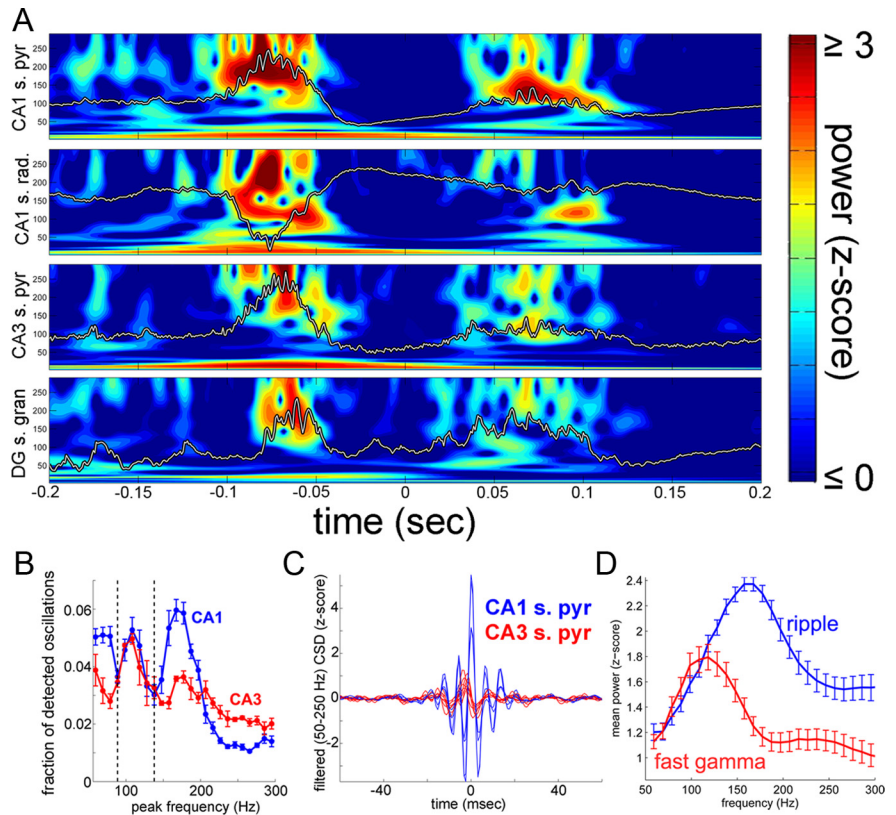 A
CA1 s. pyr
250
200
150
100
50
CA1 s. rad.
250
200
150
100
50
CA3 s. pyr
250
200
150
100
50
DG s. gran
250
200
150
100
50
-0.2
-0.15
-0.1
-0.05
0
0.05
0.1
0.15
0.2
time (sec)
≥ 3
power (z-score)
≤ 0
B
fraction of detected oscillations
0.06
0.04
0.02
0
CA1
CA3
100
200
300
peak frequency (Hz)
C
filtered (50-250 Hz) CSD (z-score)
4
2
0
-2
CA1 s. pyr
CA3 s. pyr
-40
0
40
time (msec)
D
mean power (z-score)
2.4
2.2
2
1.8
1.6
1.4
1.2
1
ripple
fast gamma
50
100
150
200
250
300
frequency (Hz)